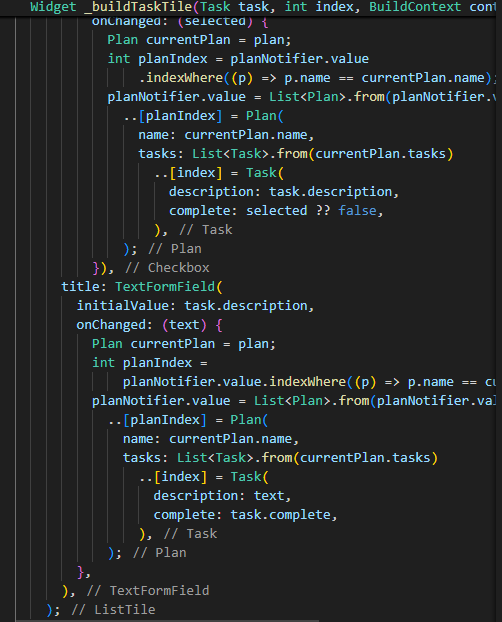 Widget _buildTaskTile(Task task, int index, BuildContext cont
onChanged: (selected) {
Plan currentPlan = plan;
int planIndex = planNotifier.value
.indexWhere((p) => p.name == currentPlan.name);
planNotifier.value = List<Plan>.from(planNotifier.v
..[planIndex] = Plan(
name: currentPlan.name,
tasks: List<Task>.from(currentPlan.tasks)
..[index] = Task(
description: task.description,
complete: selected ?? false,
), // Task
); // Plan
}), // Checkbox
title: TextFormField(
initialValue: task.description,
onChanged: (text) {
Plan currentPlan = plan;
int planIndex =
planNotifier.value.indexWhere((p) => p.name == cu
planNotifier.value = List<Plan>.from(planNotifier.val
..[planIndex] = Plan(
name: currentPlan.name,
tasks: List<Task>.from(currentPlan.tasks)
..[index] = Task(
description: text,
complete: task.complete,
), // Task
); // Plan
},
), // TextFormField
); // ListTile